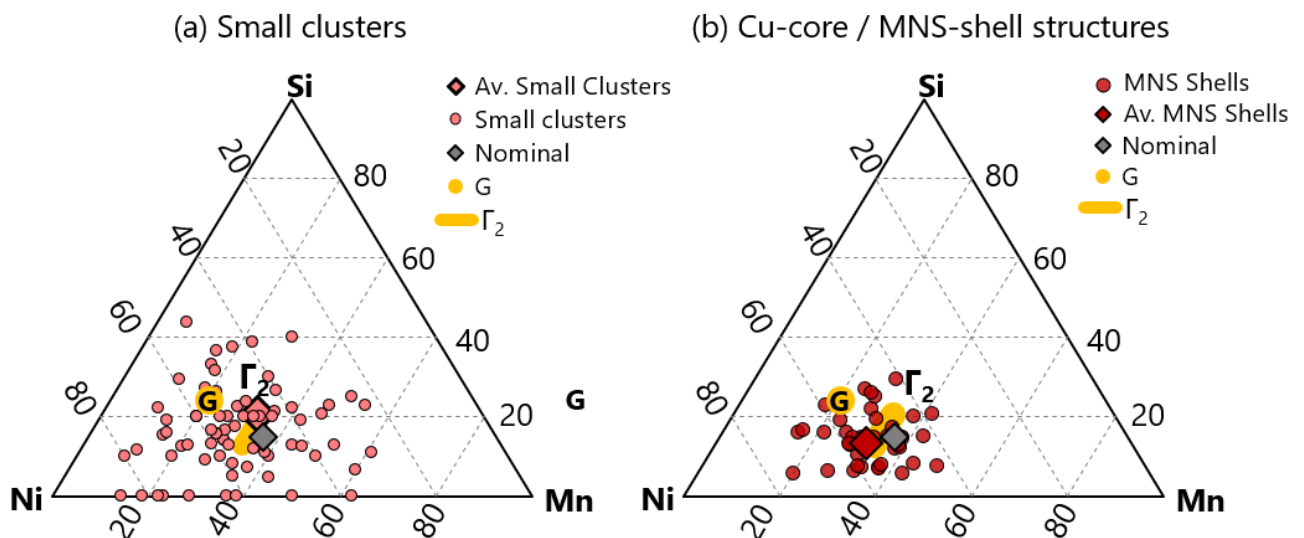 (a) Small clusters
Si
Av. Small Clusters
Small clusters
Nominal
G
Γ2
20
40
60
80
80
60
40
20
G
Γ2
Ni
Mn
20
40
60
80
G
(b) Cu-core / MNS-shell structures
Si
MNS Shells
Av. MNS Shells
Nominal
G
Γ2
20
40
60
80
80
60
40
20
G
Γ2
Ni
Mn
20
40
60
80